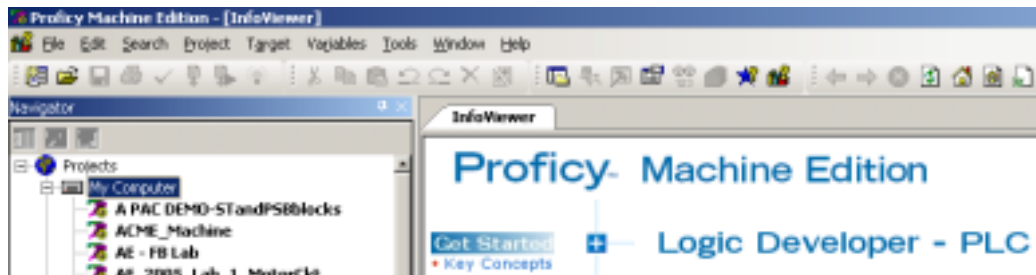 Proficy Machine Edition - [InfoViewer]
File Edit Search Project Target Variables Tools Window Help
Navigator
InfoViewer
Projects
My Computer
A PAC DEMO-STandPSBblocks
ACME_Machine
AE - FB Lab
AE_2005_Lab_1_MotorCkt
Proficy Machine Edition
Get Started
Logic Developer - PLC
Key Concepts